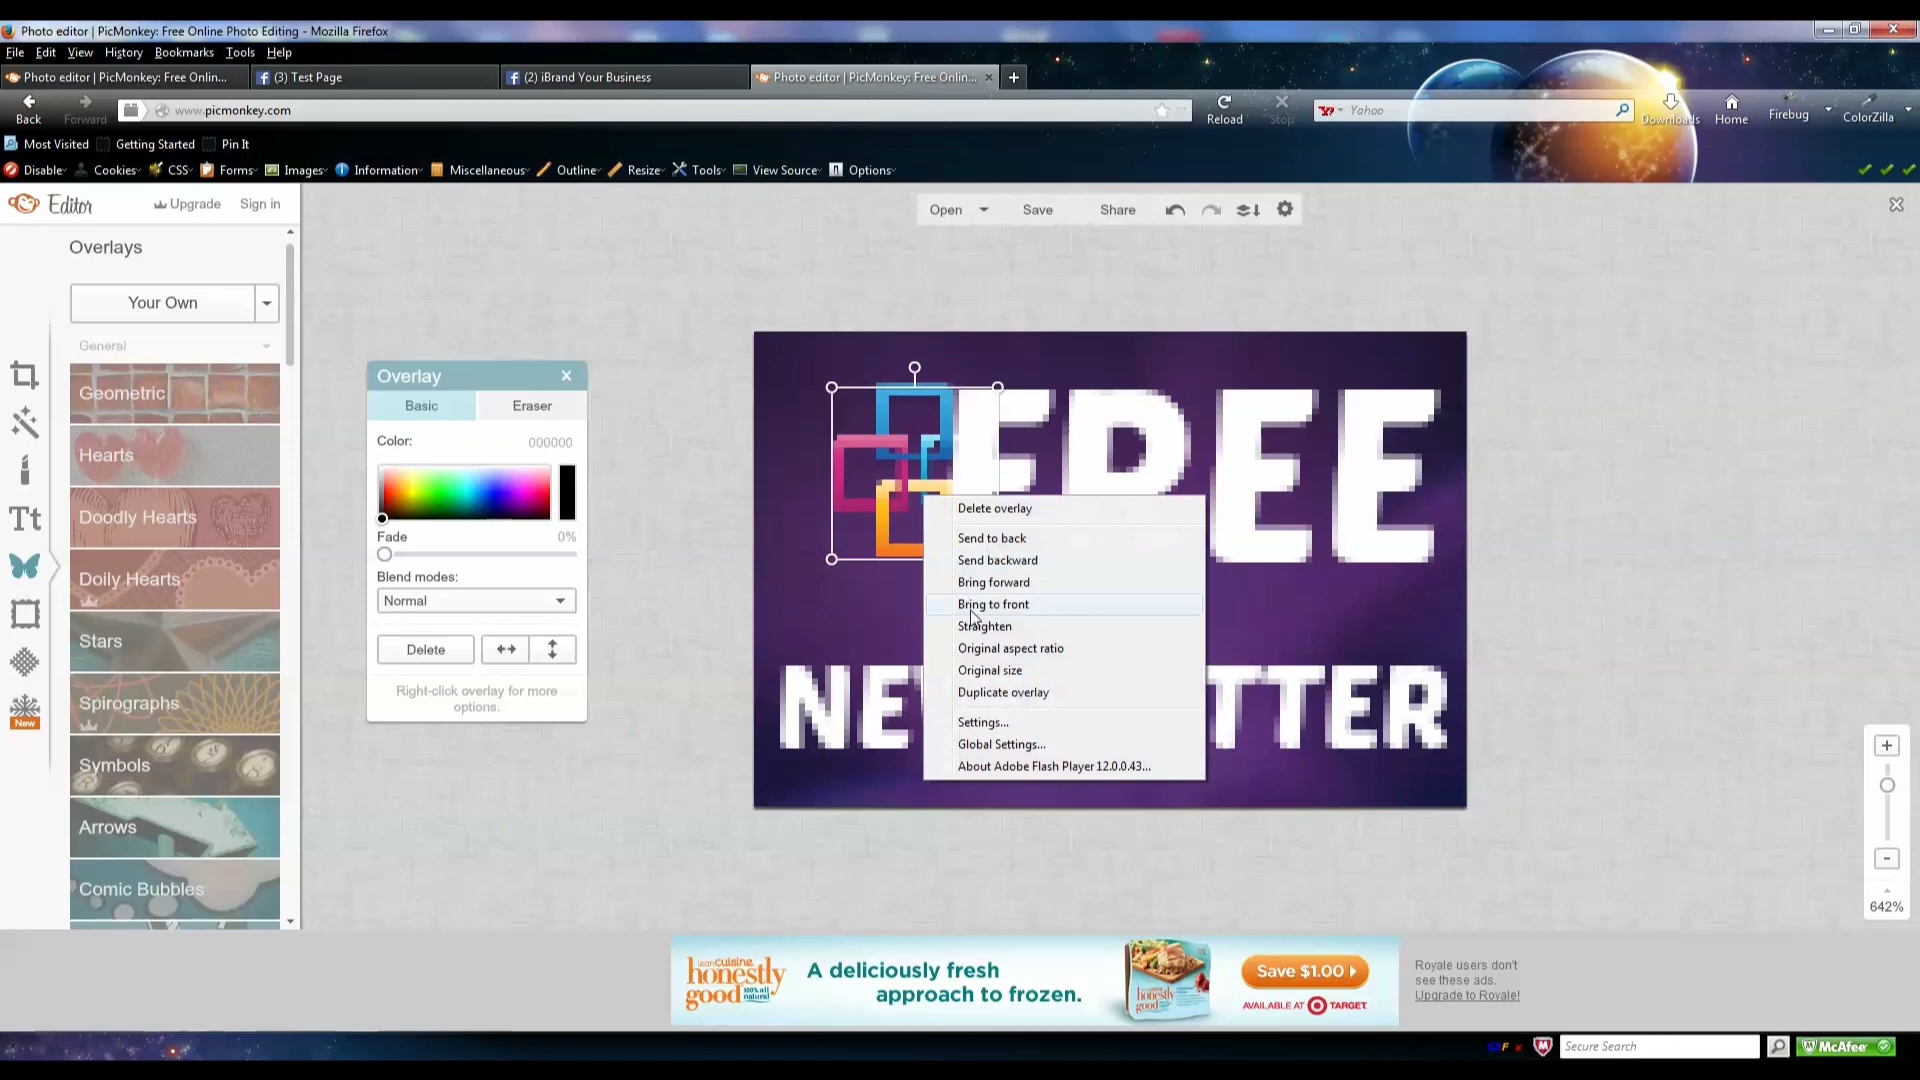 Photo editor | PicMonkey: Free Online Photo Editing - Mozilla Firefox
File Edit View History Bookmarks Tools Help
Photo editor | PicMonkey: Free Onlin...
(3) Test Page
(2) iBrand Your Business
Photo editor | PicMonkey: Free Onlin...
Back
Forward
www.picmonkey.com
Reload
Stop
Yahoo
Downloads
Home
Firebug
ColorZilla
Most Visited
Getting Started
Pin It
Disable
Cookies
CSS
Forms
Images
Information
Miscellaneous
Outline
Resize
Tools
View Source
Options
Editor
Upgrade
Sign in
Open
Save
Share
Overlays
Your Own
General
Geometric
Hearts
Doodly Hearts
Doily Hearts
Stars
Spirographs
Symbols
Arrows
Comic Bubbles
Tt
New
Overlay
Basic
Eraser
Color:
000000
Fade
0%
Blend modes:
Normal
Delete
Right-click overlay for more
options.
FREE
Delete overlay
Send to back
Send backward
Bring forward
Bring to front
Straighten
Original aspect ratio
Original size
Duplicate overlay
Settings...
Global Settings...
About Adobe Flash Player 12.0.0.43...
NE
TTER
642%
lean cuisine
honestly
good
100% all
natural
A deliciously fresh
approach to frozen.
honestly
good
Save $1.00
AVAILABLE AT TARGET
Royale users don't
see these ads.
Upgrade to Royale!
Secure Search
McAfee